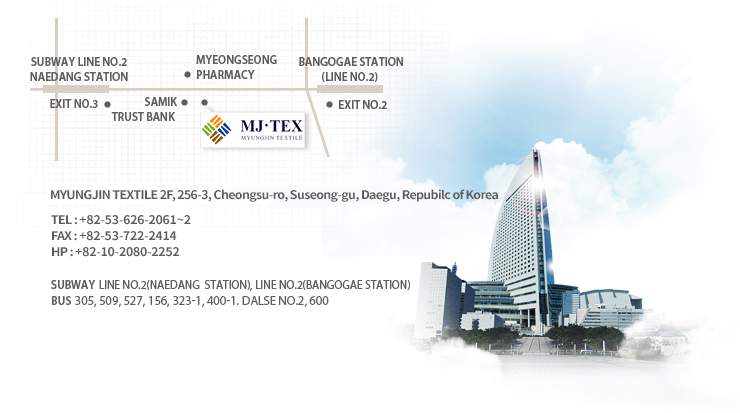 SUBWAY LINE NO.2
NAEDANG STATION
MYEONGSEONG
PHARMACY
BANGOGAE STATION
(LINE NO.2)
EXIT NO.3
SAMIK
TRUST BANK
EXIT NO.2
MJ·TEX
MYUNGJIN TEXTILE
MYUNGJIN TEXTILE 2F, 256-3, Cheongsu-ro, Suseong-gu, Daegu, Repubilc of Korea
TEL : +82-53-626-2061~2
FAX : +82-53-722-2414
HP : +82-10-2080-2252
SUBWAY LINE NO.2(NAEDANG STATION), LINE NO.2(BANGOGAE STATION)
BUS 305, 509, 527, 156, 323-1, 400-1. DALSE NO.2, 600